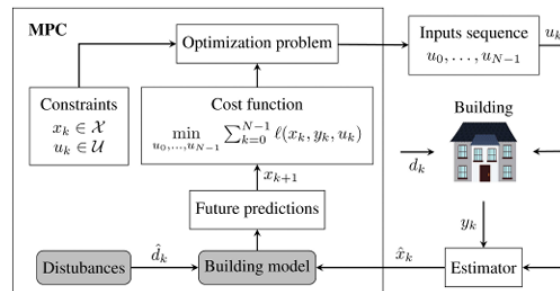 MPC
Optimization problem
Inputs sequence
u_0, . . . , u_{N−1}
u_k
Constraints
x_k ∈ 𝒳
u_k ∈ 𝒰
Cost function
min_{u_0,...,u_{N−1}} ∑_{k=0}^{N−1} ℓ(x_k, y_k, u_k)
Building
d_k
x_{k+1}
Future predictions
y_k
Distubances
d̂_k
Building model
x̂_k
Estimator